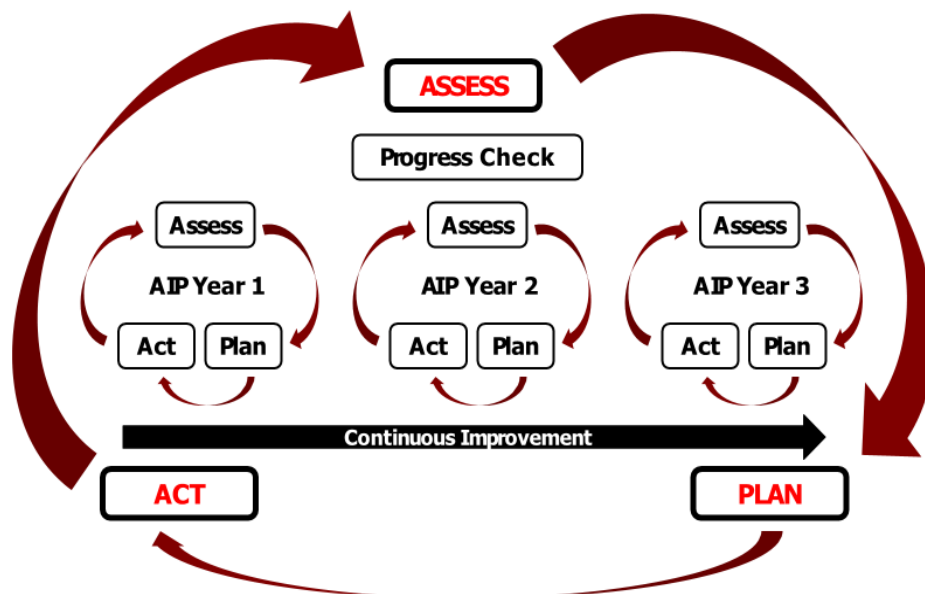 ASSESS
Progress Check
Assess
Assess
Assess
AIP Year 1
AIP Year 2
AIP Year 3
Act
Plan
Act
Plan
Act
Plan
Continuous Improvement
ACT
PLAN